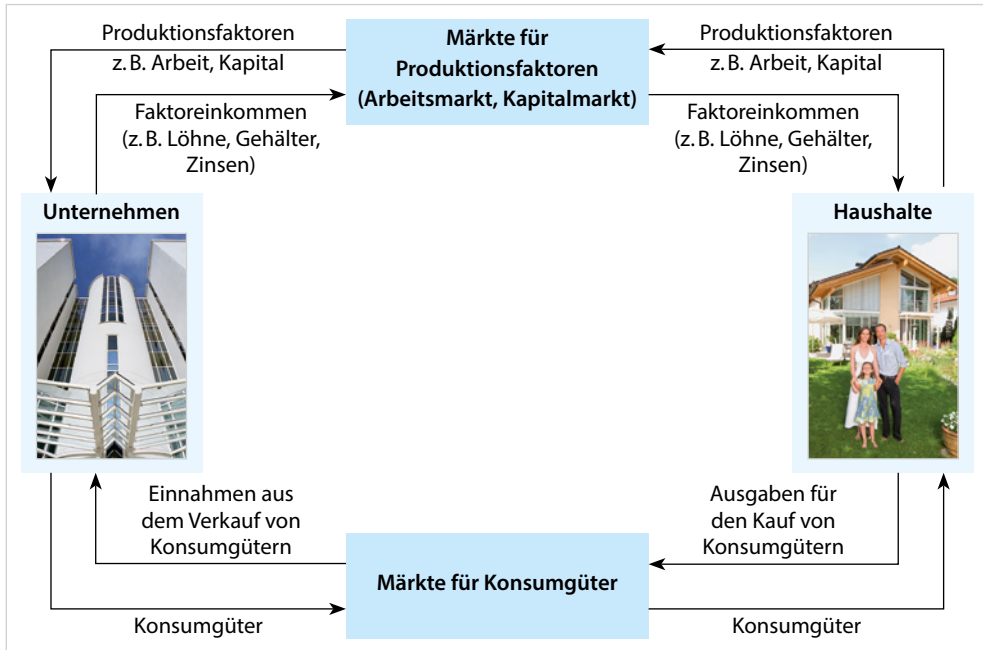 Produktionsfaktoren
z. B. Arbeit, Kapital
Märkte für
Produktionsfaktoren
(Arbeitsmarkt, Kapitalmarkt)
Produktionsfaktoren
z. B. Arbeit, Kapital
Faktoreinkommen
(z. B. Löhne, Gehälter,
Zinsen)
Faktoreinkommen
(z. B. Löhne, Gehälter,
Zinsen)
Unternehmen
Haushalte
Einnahmen aus
dem Verkauf von
Konsumgütern
Ausgaben für
den Kauf von
Konsumgütern
Märkte für Konsumgüter
Konsumgüter
Konsumgüter